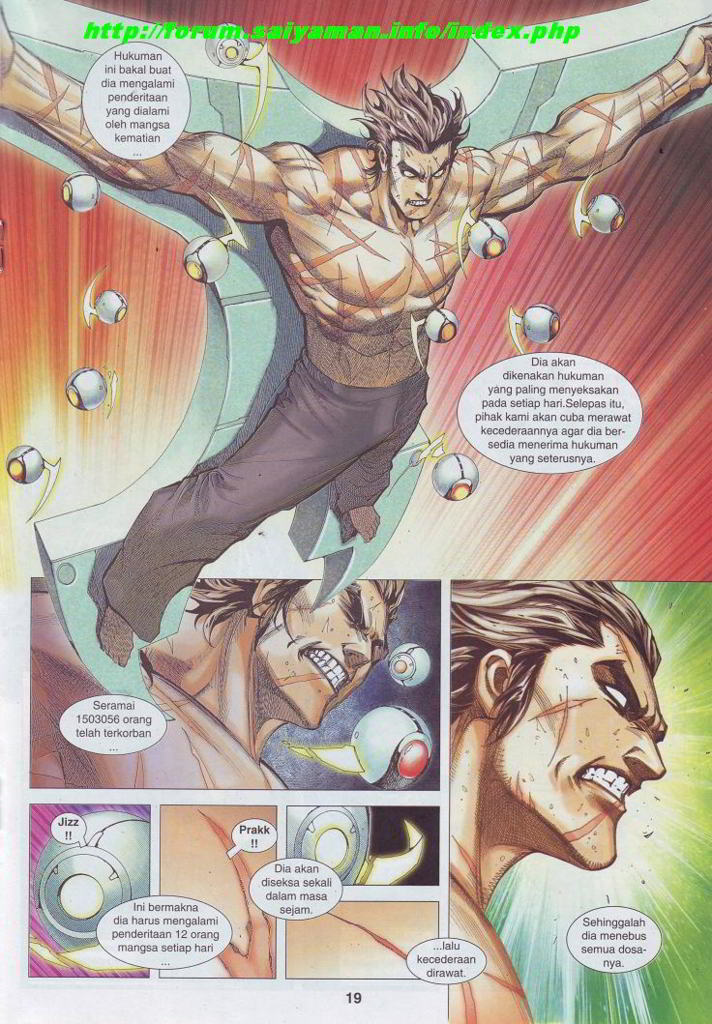 http://forum.saiyaman.info/index.php
Hukuman
ini bakal buat
dia mengalami
penderitaan
yang dialami
oleh mangsa
kematian
...
Dia akan
dikenakan hukuman
yang paling menyeksakan
pada setiap hari.Selepas itu,
pihak kami akan cuba merawat
kecederaannya agar dia ber-
sedia menerima hukuman
yang seterusnya.
Seramai
1503056 orang
telah terkorban
...
Jizz
!!
Ini bermakna
dia harus mengalami
penderitaan 12 orang
mangsa setiap hari
...
Prakk
!!
Dia akan
diseksa sekali
dalam masa
sejam.
...lalu
kecederaan
dirawat.
Sehinggalah
dia menebus
semua dosa-
nya.
19